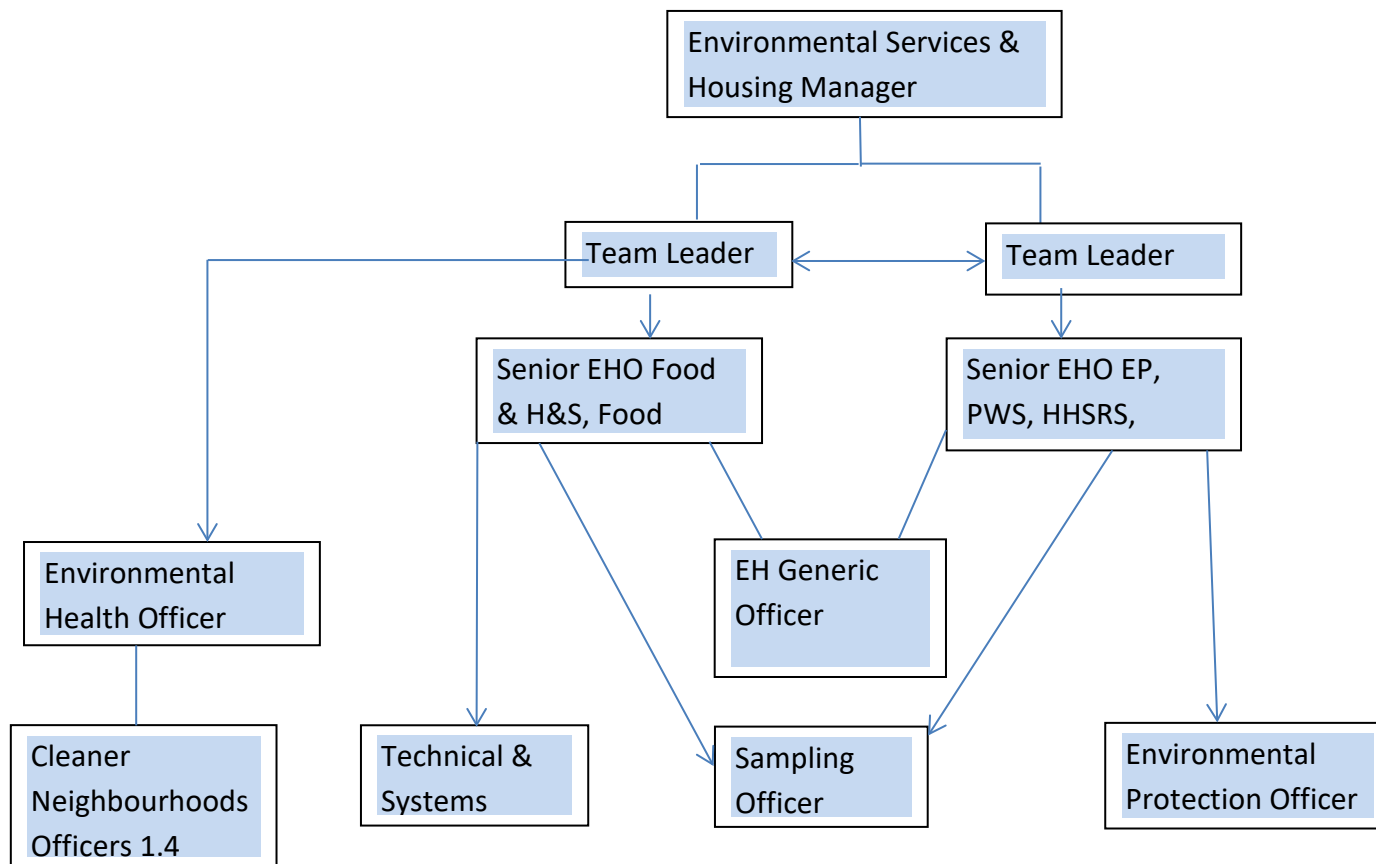 Environmental Services &
Housing Manager
Team Leader
Team Leader
Senior EHO Food
& H&S, Food
Senior EHO EP,
PWS, HHSRS,
Environmental
Health Officer
EH Generic
Officer
Cleaner
Neighbourhoods
Officers 1.4
Technical &
Systems
Sampling
Officer
Environmental
Protection Officer